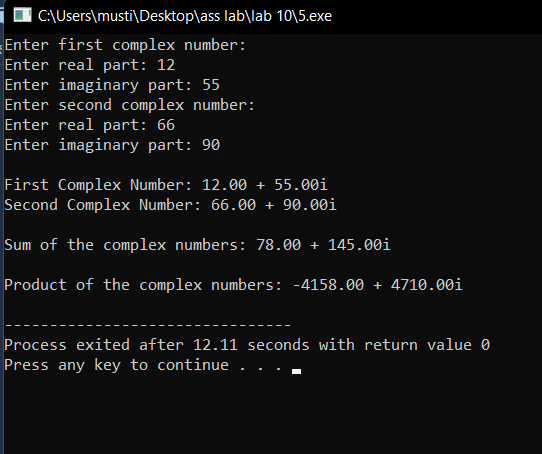 C:\Users\musti\Desktop\ass lab\lab 10\5.exe
Enter first complex number:
Enter real part: 12
Enter imaginary part: 55
Enter second complex number:
Enter real part: 66
Enter imaginary part: 90
First Complex Number: 12.00 + 55.00i
Second Complex Number: 66.00 + 90.00i
Sum of the complex numbers: 78.00 + 145.00i
Product of the complex numbers: -4158.00 + 4710.00i
--------------------------------
Process exited after 12.11 seconds with return value 0
Press any key to continue . . .